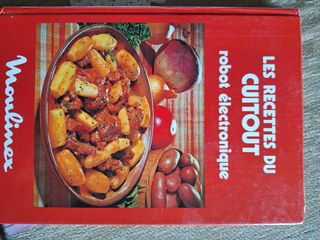 LES RECETTES DU
CUITOUT
robot électronique
Moulinex